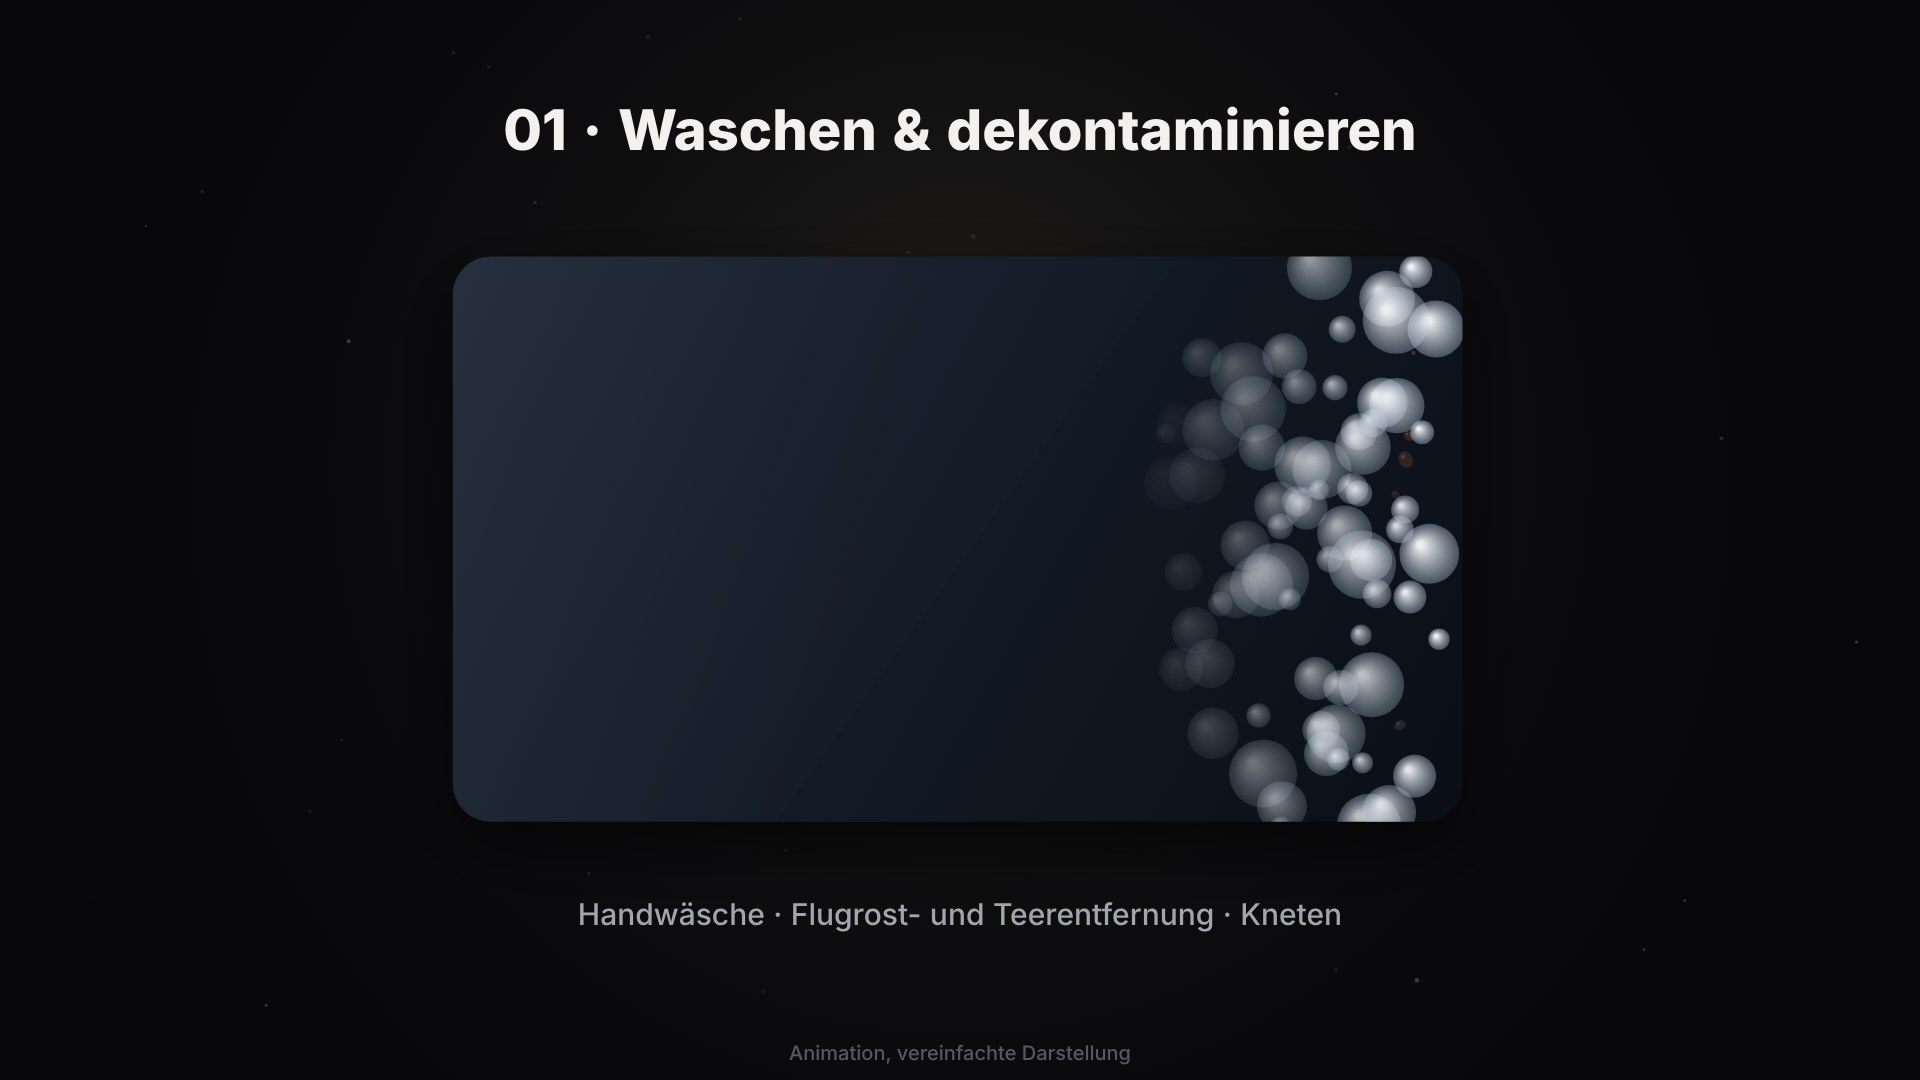 01 · Waschen & dekontaminieren
Handwäsche · Flugrost- und Teerentfernung · Kneten
Animation, vereinfachte Darstellung